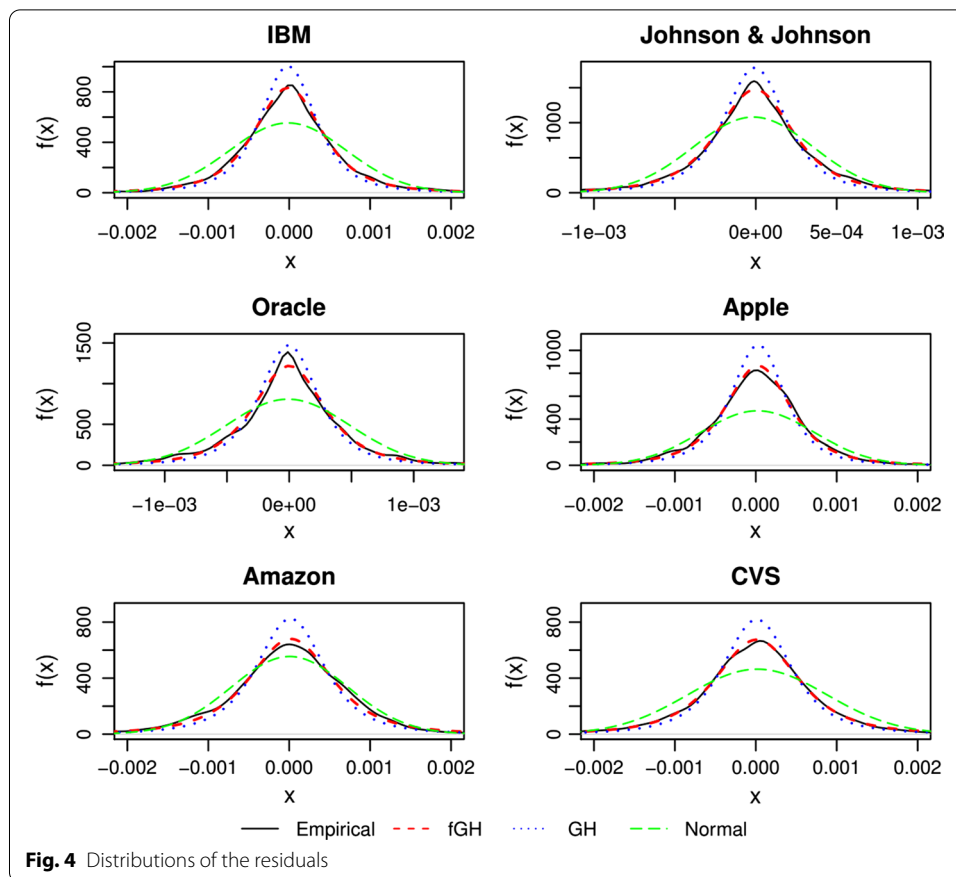 IBM
f(x)
0 400 800
−0.002 −0.001 0.000 0.001 0.002
x
Johnson & Johnson
f(x)
0 1000
−1e−03 0e+00 5e−04 1e−03
x
Oracle
f(x)
0 500 1500
−1e−03 0e+00 1e−03
x
Apple
f(x)
0 400 1000
−0.002 −0.001 0.000 0.001 0.002
x
Amazon
f(x)
0 400 800
−0.002 −0.001 0.000 0.001 0.002
x
CVS
f(x)
0 400 800
−0.002 −0.001 0.000 0.001 0.002
x
Empirical fGH GH Normal
Fig. 4 Distributions of the residuals